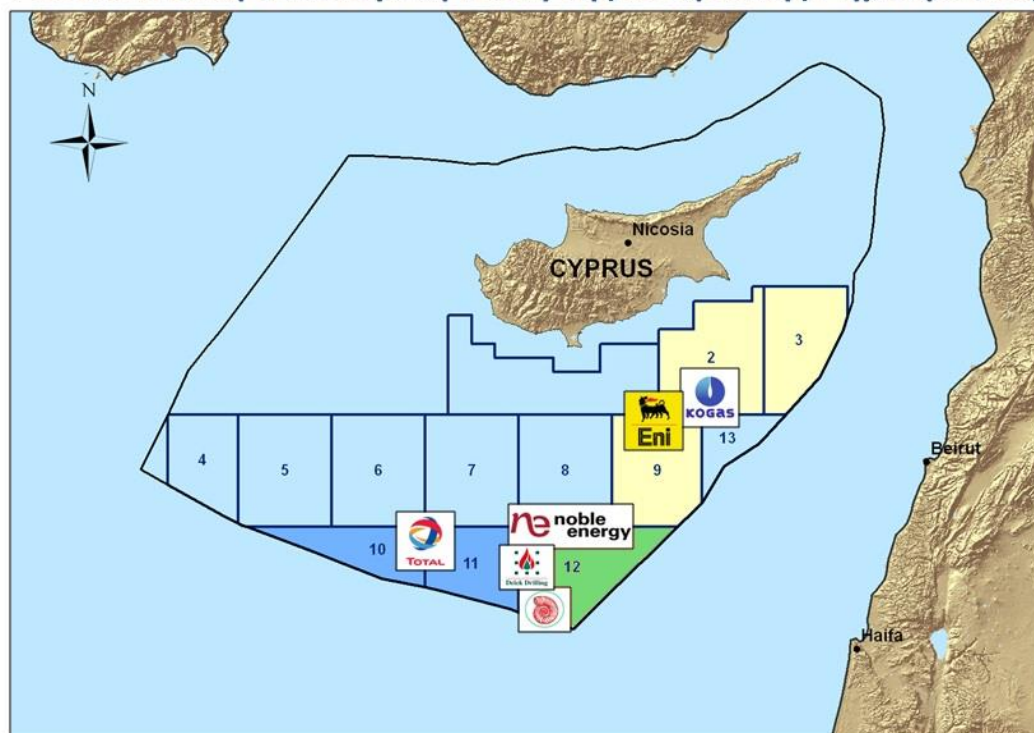 N
Nicosia
CYPRUS
3
2
KOGAS
Eni
13
4
5
6
7
8
9
Beirut
noble
energy
10
TOTAL
11
Delek Drilling
12
Haifa